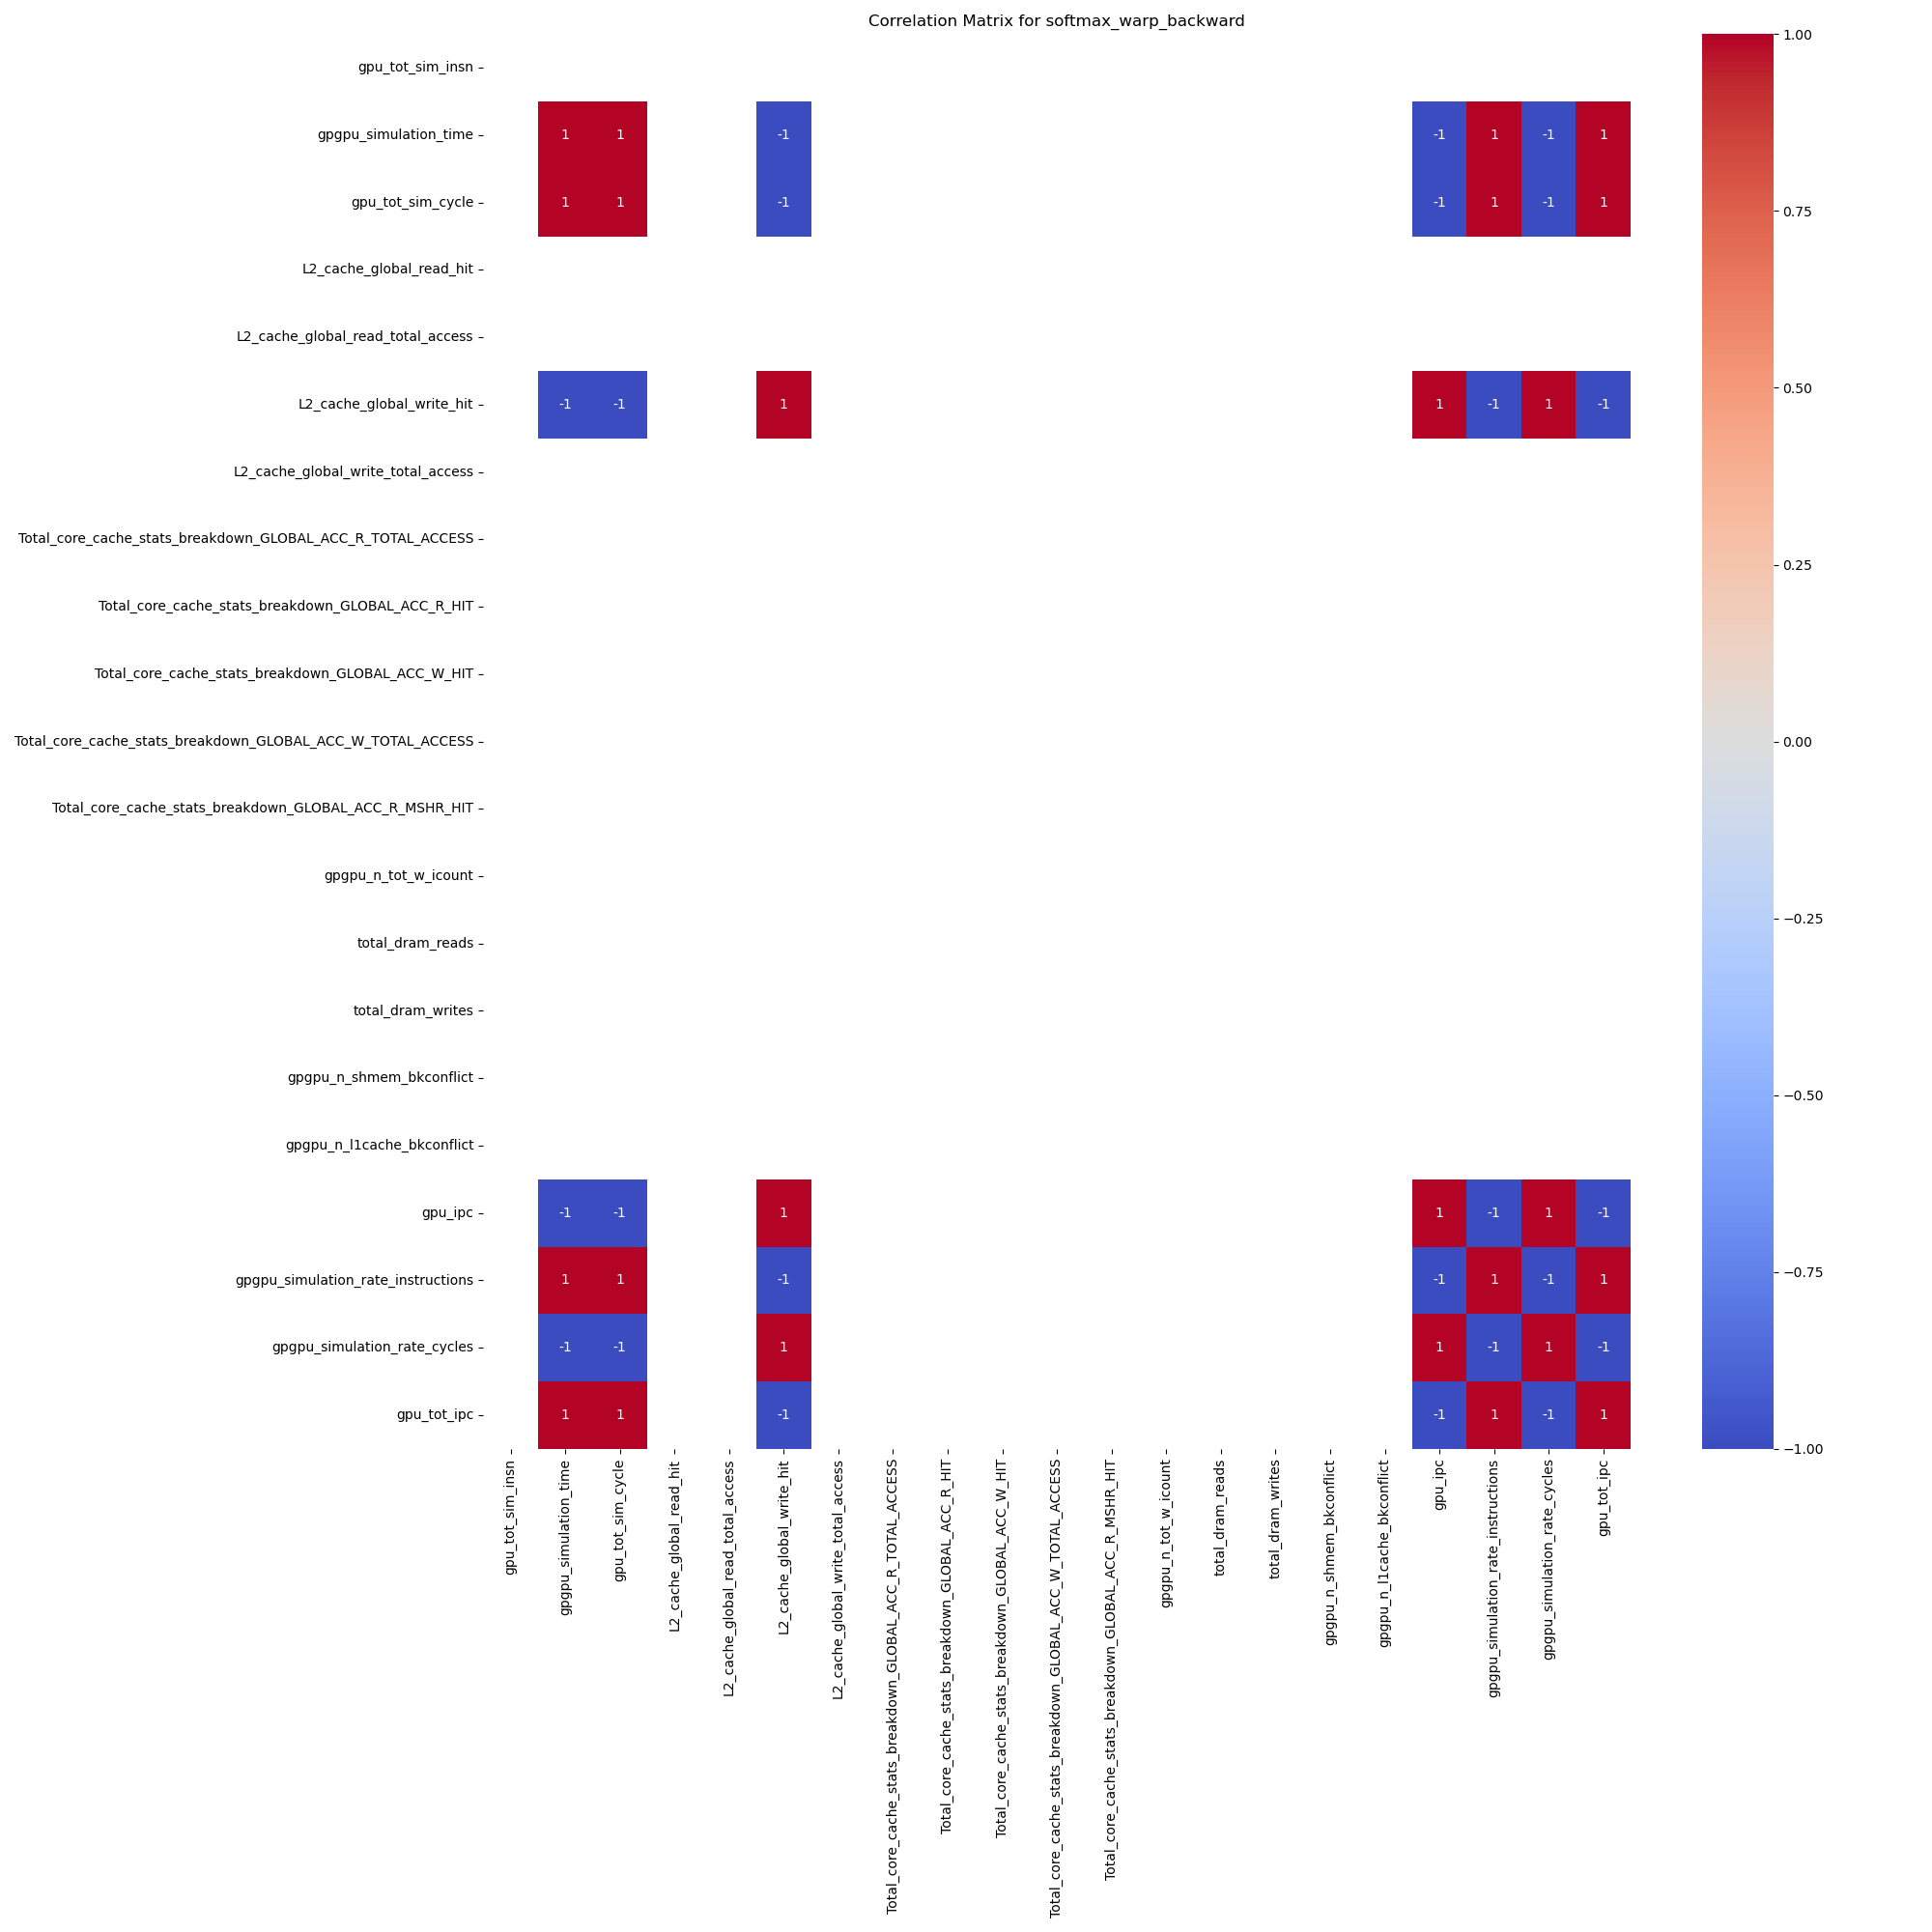 Correlation Matrix for softmax_warp_backward
gpu_tot_sim_insn
gpgpu_simulation_time 1 1 -1 -1 1 -1 1
gpu_tot_sim_cycle 1 1 -1 -1 1 -1 1
L2_cache_global_read_hit
L2_cache_global_read_total_access
L2_cache_global_write_hit -1 -1 1 1 -1 1 -1
L2_cache_global_write_total_access
Total_core_cache_stats_breakdown_GLOBAL_ACC_R_TOTAL_ACCESS
Total_core_cache_stats_breakdown_GLOBAL_ACC_R_HIT
Total_core_cache_stats_breakdown_GLOBAL_ACC_W_HIT
Total_core_cache_stats_breakdown_GLOBAL_ACC_W_TOTAL_ACCESS
Total_core_cache_stats_breakdown_GLOBAL_ACC_R_MSHR_HIT
gpgpu_n_tot_w_icount
total_dram_reads
total_dram_writes
gpgpu_n_shmem_bkconflict
gpgpu_n_l1cache_bkconflict
gpu_ipc -1 -1 1 1 -1 1 -1
gpgpu_simulation_rate_instructions 1 1 -1 -1 1 -1 1
gpgpu_simulation_rate_cycles -1 -1 1 1 -1 1 -1
gpu_tot_ipc 1 1 -1 -1 1 -1 1
gpu_tot_sim_insn
gpgpu_simulation_time
gpu_tot_sim_cycle
L2_cache_global_read_hit
L2_cache_global_read_total_access
L2_cache_global_write_hit
L2_cache_global_write_total_access
Total_core_cache_stats_breakdown_GLOBAL_ACC_R_TOTAL_ACCESS
Total_core_cache_stats_breakdown_GLOBAL_ACC_R_HIT
Total_core_cache_stats_breakdown_GLOBAL_ACC_W_HIT
Total_core_cache_stats_breakdown_GLOBAL_ACC_W_TOTAL_ACCESS
Total_core_cache_stats_breakdown_GLOBAL_ACC_R_MSHR_HIT
gpgpu_n_tot_w_icount
total_dram_reads
total_dram_writes
gpgpu_n_shmem_bkconflict
gpgpu_n_l1cache_bkconflict
gpu_ipc
gpgpu_simulation_rate_instructions
gpgpu_simulation_rate_cycles
gpu_tot_ipc
1.00
0.75
0.50
0.25
0.00
−0.25
−0.50
−0.75
−1.00